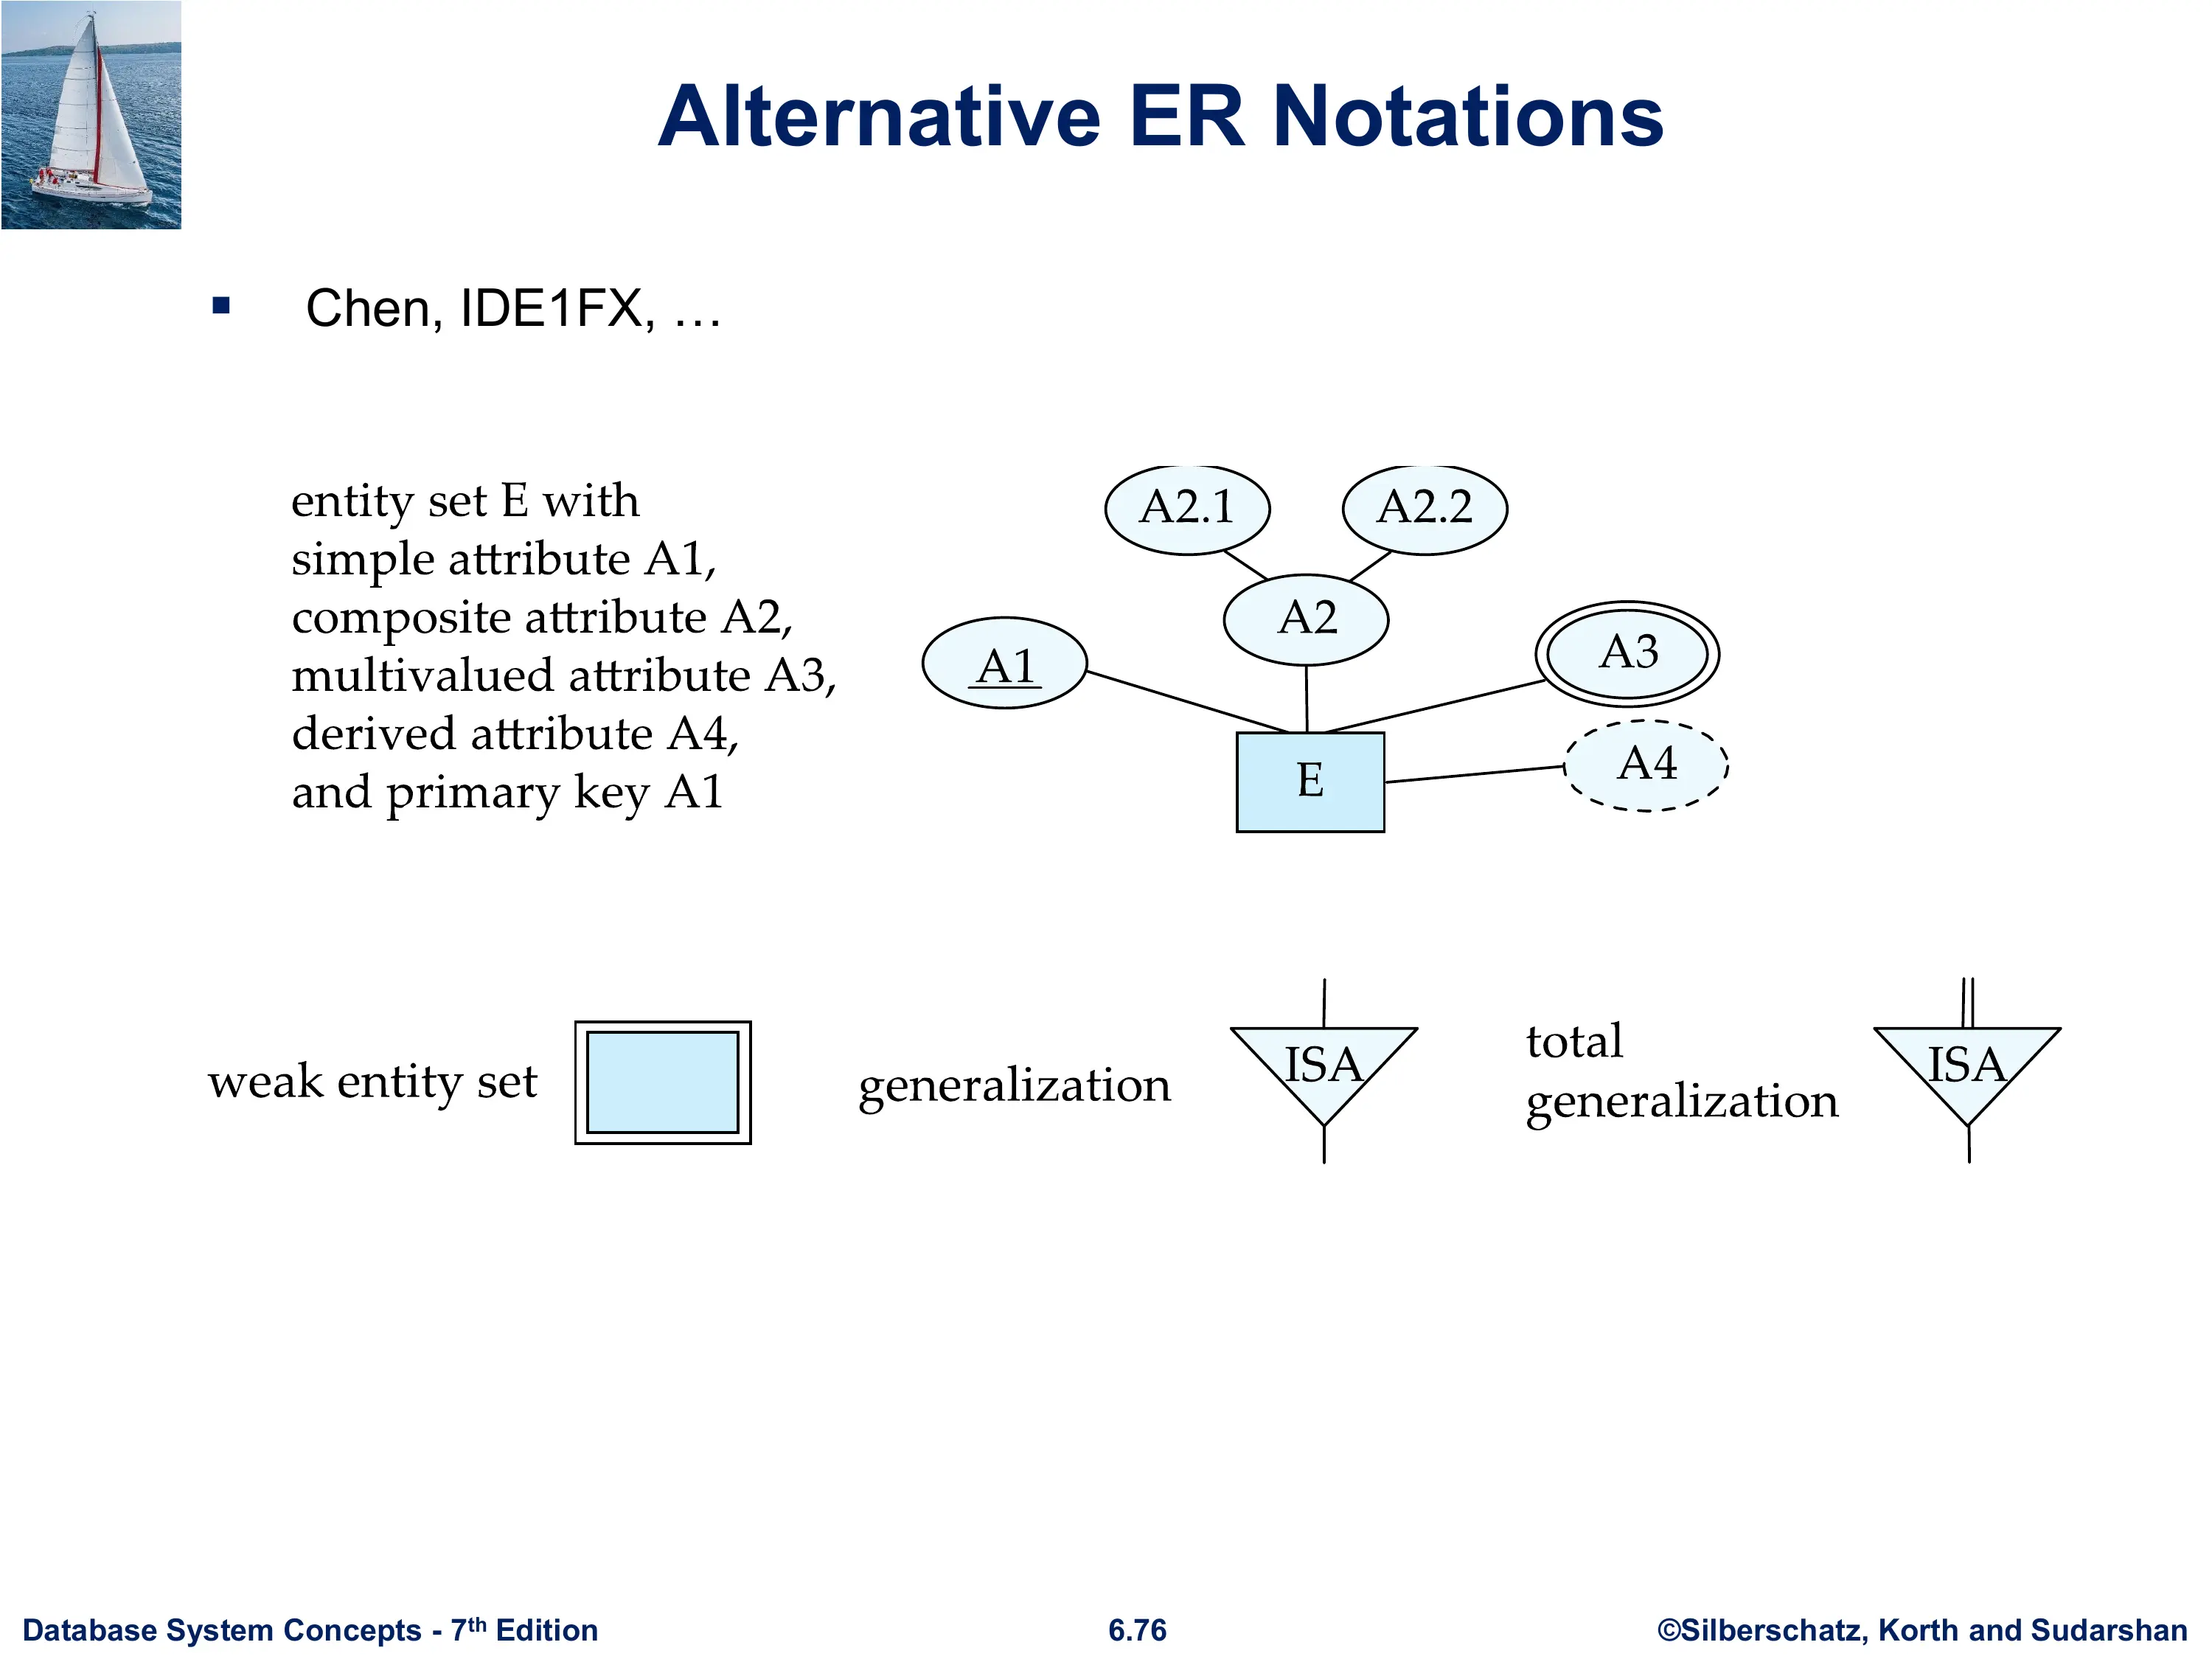 Alternative ER Notations
▪ Chen, IDE1FX, …
entity set E with
simple attribute A1,
composite attribute A2,
multivalued attribute A3,
derived attribute A4,
and primary key A1
A2.1 A2.2
A2
A1
A3
E
A4
weak entity set
generalization
ISA
total
generalization
ISA
Database System Concepts - 7th Edition
6.76
©Silberschatz, Korth and Sudarshan